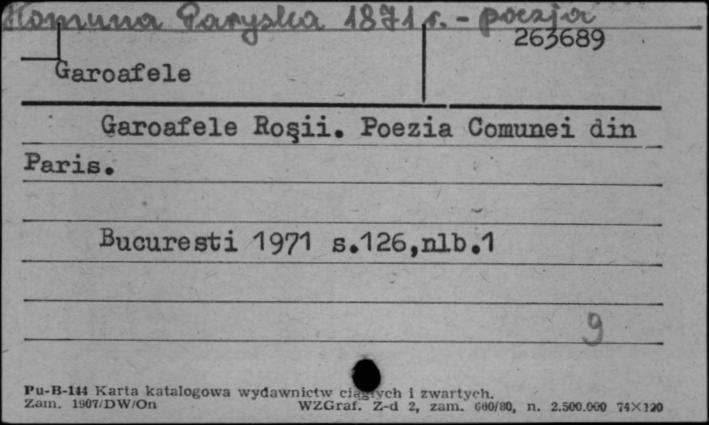 Komuna Paryska 1871 r. - poezja
263689
Garoafele
Garoafele Roşii. Poezia Comunei din
Paris.
Bucuresti 1971 s.126,nlb.1
9
Pu-B-144 Karta katalogowa wydawnictw ciągłych i zwartych.
Zam. 1907/DW/On WZGraf. Z-d 2, zam. 600/80, n. 2.500.000 74×120